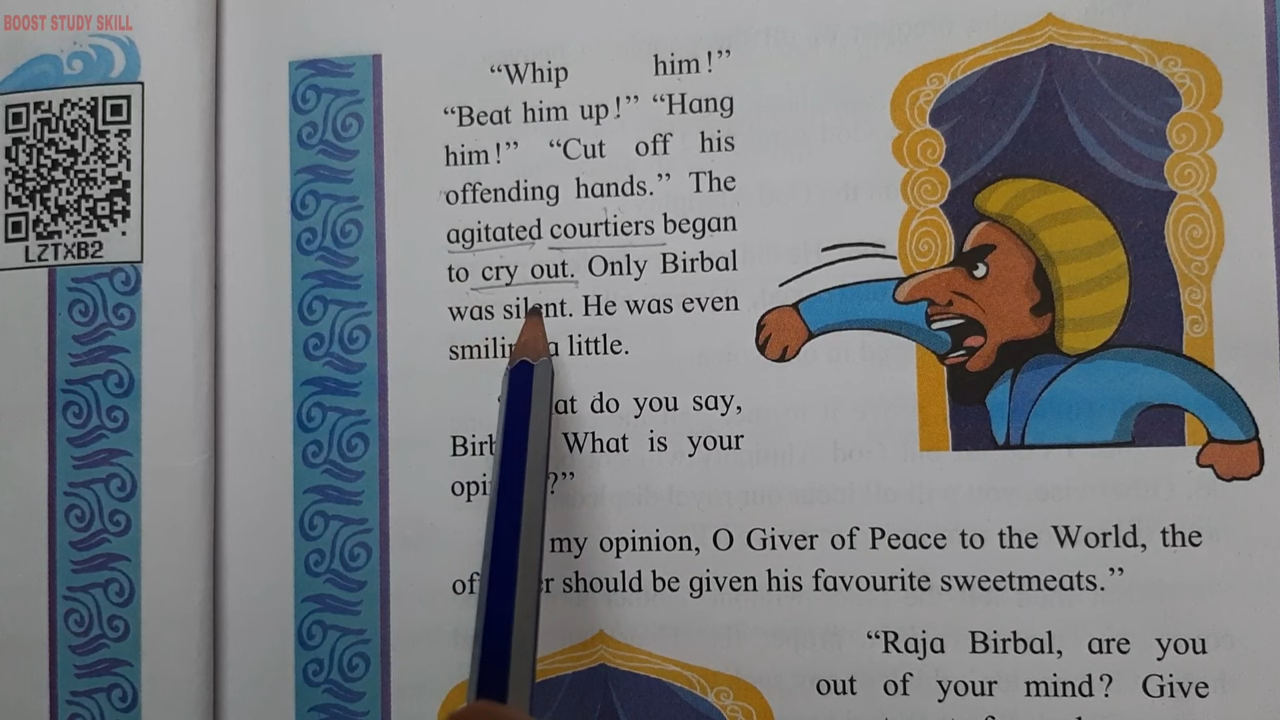 BOOST STUDY SKILL
LZTXB2
“Whip him!”
“Beat him up!” “Hang
him!” “Cut off his
offending hands.” The
agitated courtiers began
to cry out. Only Birbal
was silent. He was even
a little.
do you say,
What is your
my opinion, O Giver of Peace to the World, the
should be given his favourite sweetmeats.”
“Raja Birbal, are you
out of your mind? Give